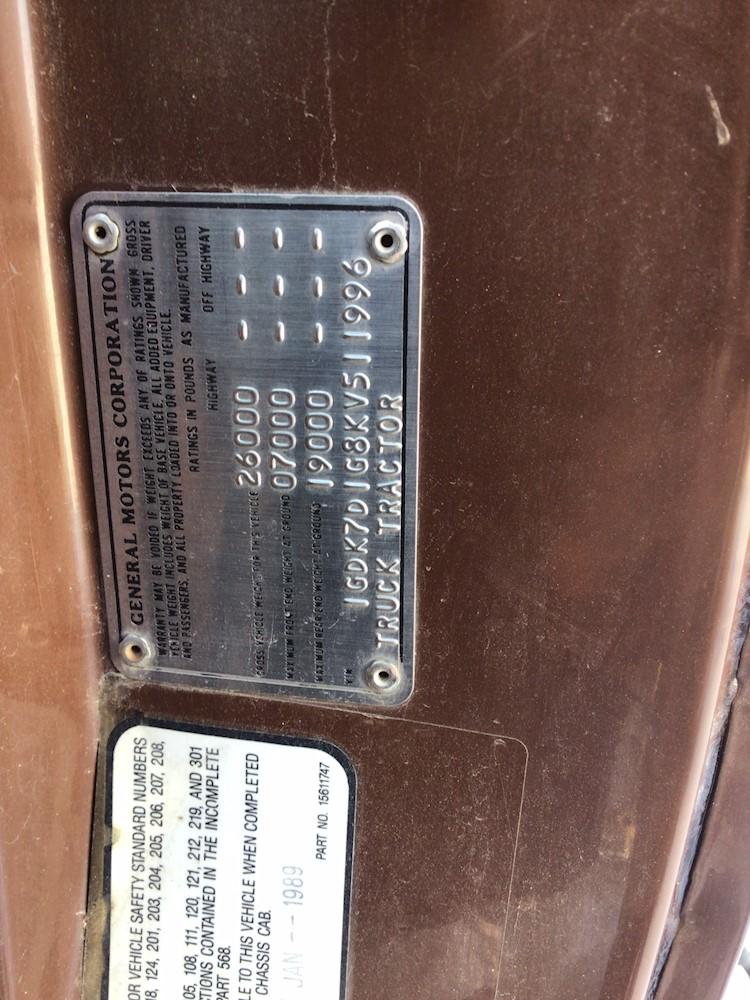 GENERAL MOTORS CORPORATION
WARRANTY MAY BE VOIDED IF WEIGHT EXCEEDS ANY OF RATINGS SHOWN. GROSS
VEHICLE WEIGHT INCLUDES WEIGHT OF BASE VEHICLE, ALL ADDED EQUIPMENT, DRIVER
AND PASSENGERS, AND ALL PROPERTY LOADED INTO OR ONTO VEHICLE.
RATINGS IN POUNDS AS MANUFACTURED
HIGHWAY OFF HIGHWAY
GROSS VEHICLE WEIGHT FOR THIS VEHICLE 26000 - - -
MAXIMUM FRONT END WEIGHT AT GROUND 07000 - - -
MAXIMUM REAR END WEIGHT AT GROUND 19000 - - -
VIN 1GDK7D1G8KV511996
TRUCK TRACTOR
OR VEHICLE SAFETY STANDARD NUMBERS
18, 124, 201, 203, 204, 205, 206, 207, 208,
05, 108, 111, 120, 121, 212, 219, AND 301
TIONS CONTAINED IN THE INCOMPLETE
PART 568.
LE TO THIS VEHICLE WHEN COMPLETED
CHASSIS CAB.
JAN -- 1989
PART NO. 15611747